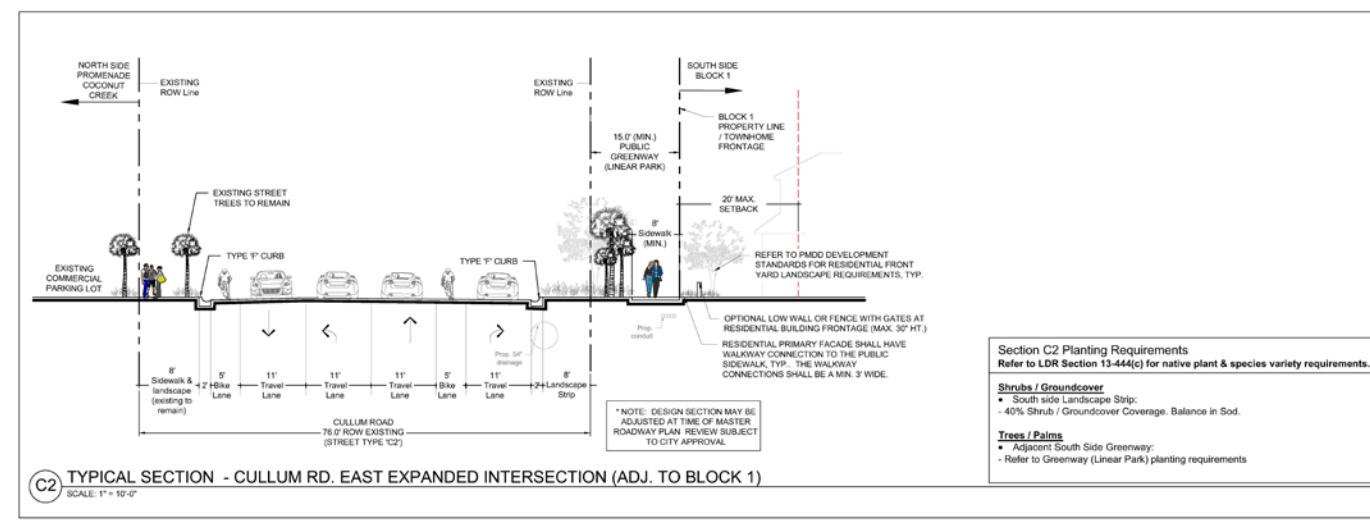 NORTH SIDE
PROMENADE
COCONUT
CREEK
EXISTING
ROW Line
EXISTING
ROW Line
SOUTH SIDE
BLOCK 1
BLOCK 1
PROPERTY LINE
/ TOWNHOME
FRONTAGE
15.0' (MIN.)
PUBLIC
GREENWAY
(LINEAR PARK)
EXISTING STREET
TREES TO REMAIN
20' MAX.
SETBACK
8'
Sidewalk
(MIN.)
TYPE 'F' CURB
TYPE 'F' CURB
EXISTING
COMMERCIAL
PARKING LOT
REFER TO PMDD DEVELOPMENT
STANDARDS FOR RESIDENTIAL FRONT
YARD LANDSCAPE REQUIREMENTS, TYP.
OPTIONAL LOW WALL OR FENCE WITH GATES AT
RESIDENTIAL BUILDING FRONTAGE (MAX. 30" HT.)
RESIDENTIAL PRIMARY FACADE SHALL HAVE
WALKWAY CONNECTION TO THE PUBLIC
SIDEWALK, TYP.. THE WALKWAY
CONNECTIONS SHALL BE A MIN. 3' WIDE.
Prop.
conduit
Prop. 54"
drainage
8'
Sidewalk &
landscape
(existing to
remain)
2'
5'
Bike
Lane
11'
Travel
Lane
11'
Travel
Lane
11'
Travel
Lane
5'
Bike
Lane
11'
Travel
Lane
2'
8'
Landscape
Strip
CULLUM ROAD
76.0' ROW EXISTING
(STREET TYPE 'C2')
* NOTE: DESIGN SECTION MAY BE
ADJUSTED AT TIME OF MASTER
ROADWAY PLAN REVIEW SUBJECT
TO CITY APPROVAL
Section C2 Planting Requirements
Refer to LDR Section 13-444(c) for native plant & species variety requirements.
Shrubs / Groundcover
• South side Landscape Strip:
- 40% Shrub / Groundcover Coverage. Balance in Sod.
Trees / Palms
• Adjacent South Side Greenway:
- Refer to Greenway (Linear Park) planting requirements
C2 TYPICAL SECTION - CULLUM RD. EAST EXPANDED INTERSECTION (ADJ. TO BLOCK 1)
SCALE: 1" = 10'-0"